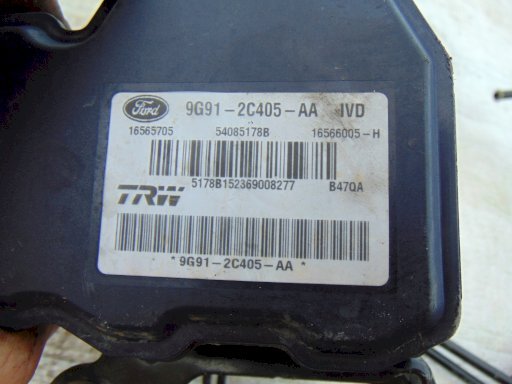 Ford 9G91-2C405-AA IVD
16565705 54085178B 16566005-H
5178B152369008277 B47QA
TRW
*9G91-2C405-AA*